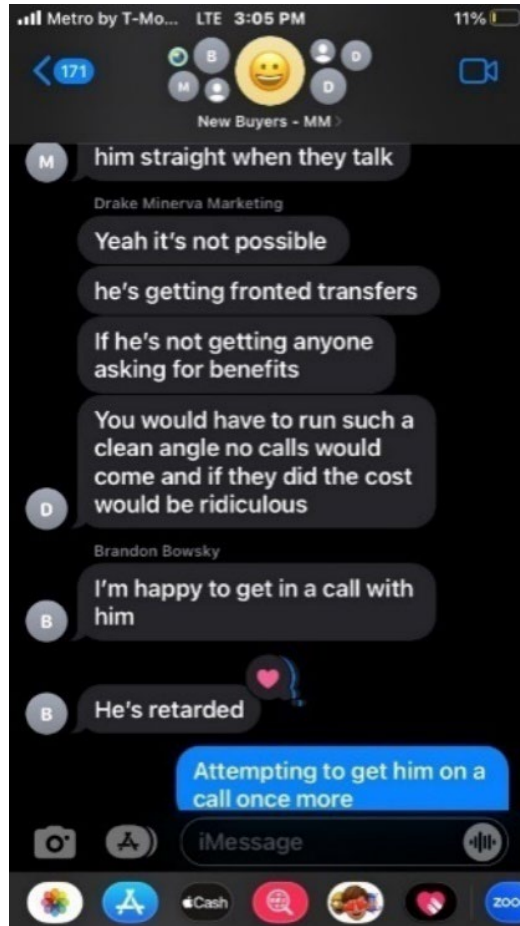 Metro by T-Mo... LTE 3:05 PM 11%
171
B
D
M
D
New Buyers - MM
M
him straight when they talk
Drake Minerva Marketing
Yeah it's not possible
he's getting fronted transfers
If he's not getting anyone
asking for benefits
You would have to run such a
clean angle no calls would
come and if they did the cost
would be ridiculous
D
Brandon Bowsky
I'm happy to get in a call with
him
B
He's retarded
B
Attempting to get him on a
call once more
iMessage
Cash
zoo